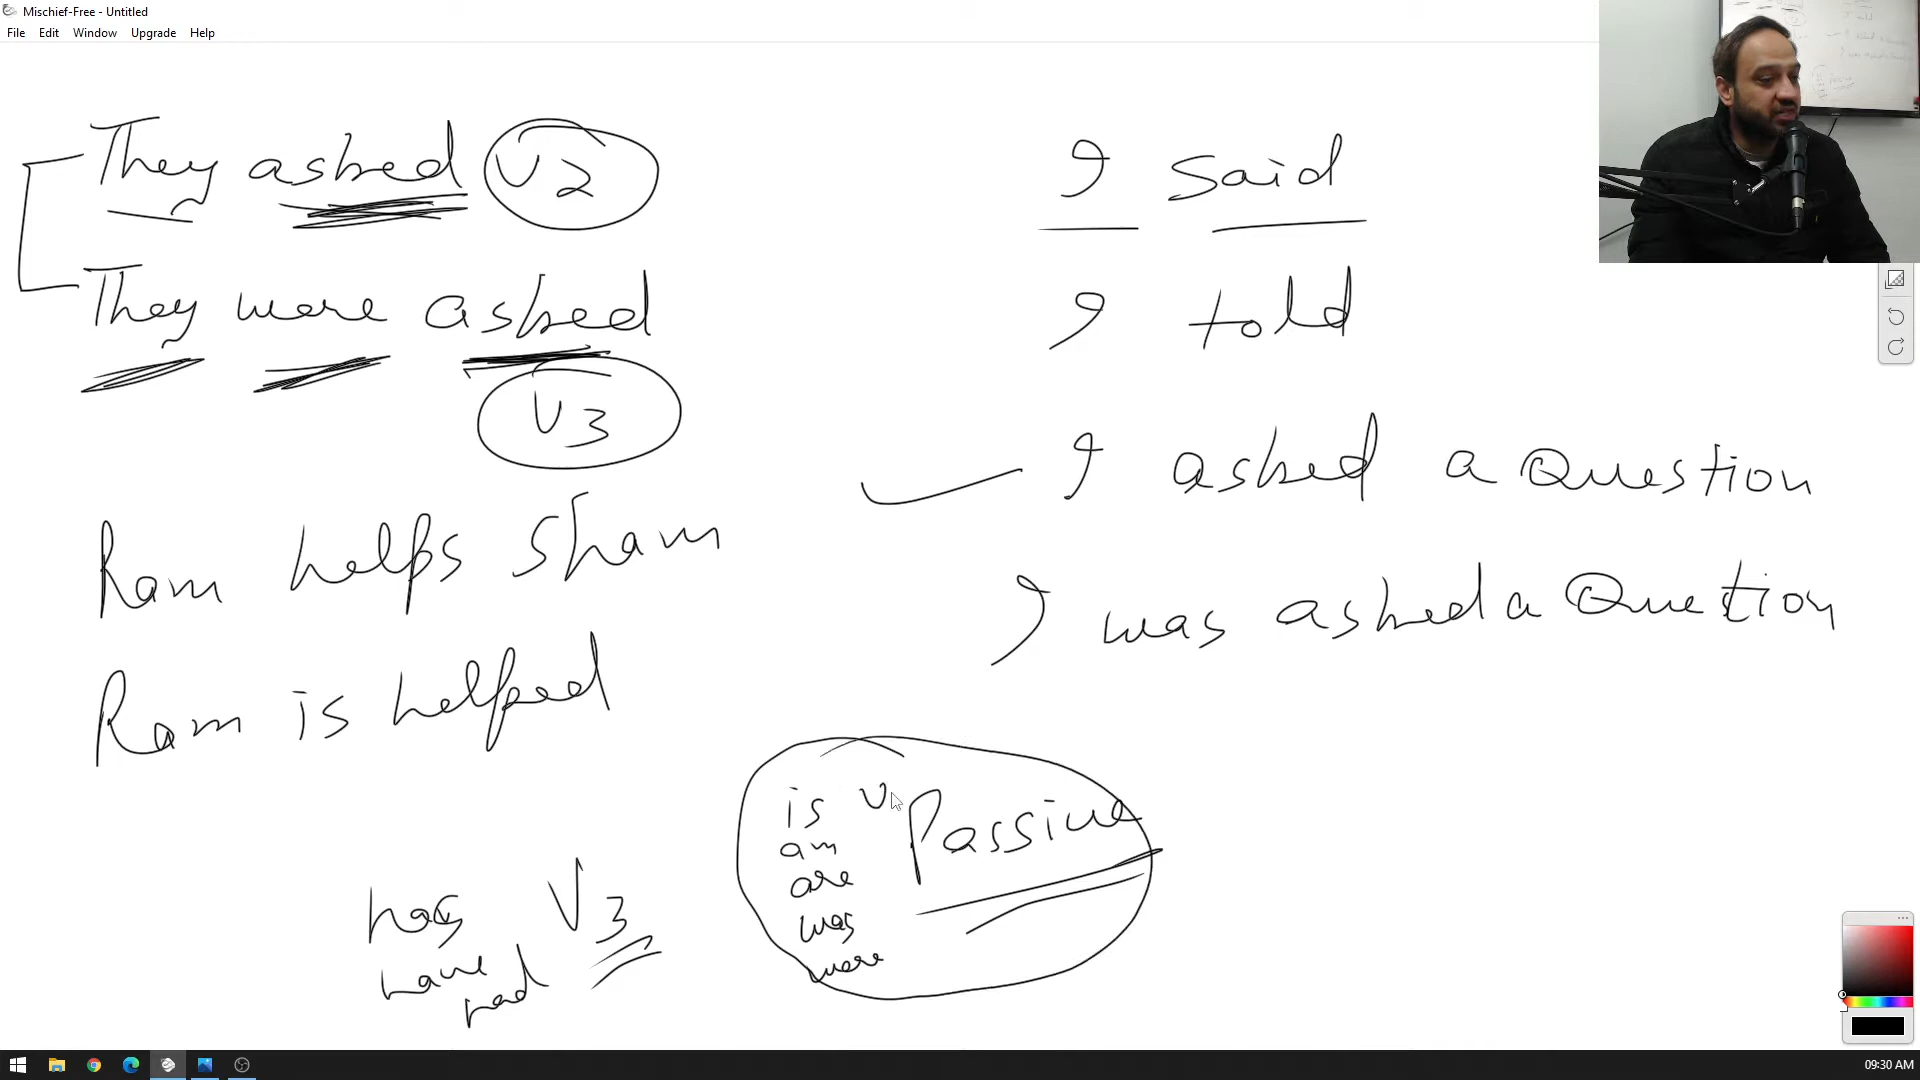 Mischief-Free - Untitled
File Edit Window Upgrade Help
They asked V2
They were asked
V3
Ram helps Sham
Ram is helped
has V3
have
had
is V
am
are
was
were
Passive
I said
I told
I asked a Question
I was asked a Question
09:30 AM